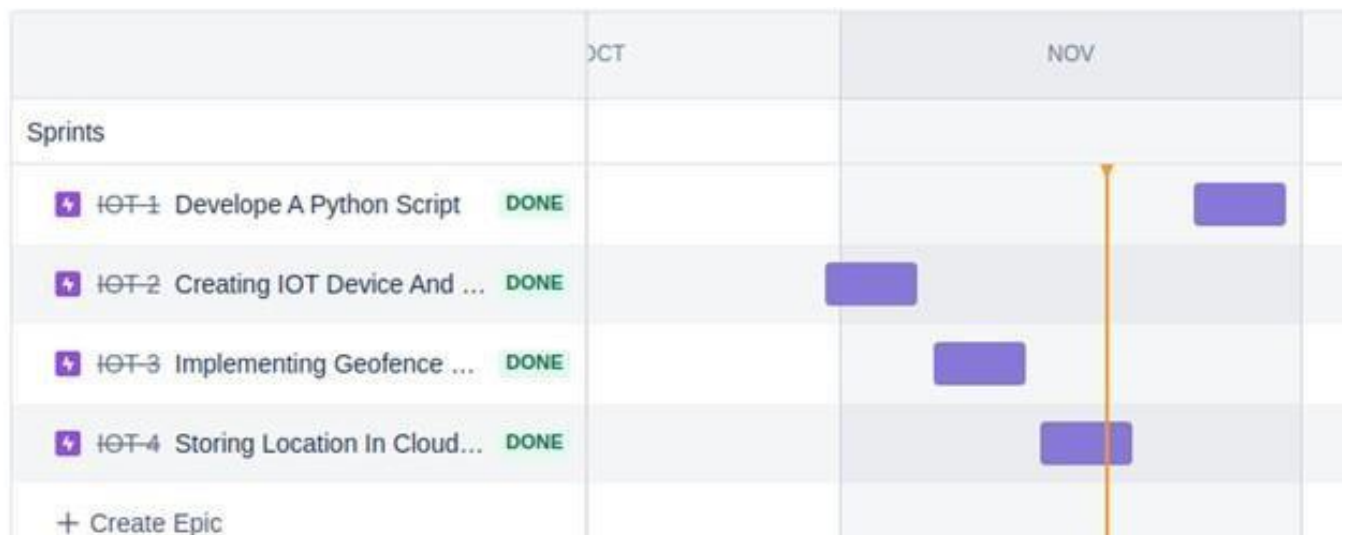 OCT NOV
Sprints
IOT-1 Develope A Python Script DONE
IOT-2 Creating IOT Device And ... DONE
IOT-3 Implementing Geofence ... DONE
IOT-4 Storing Location In Cloud... DONE
+ Create Epic